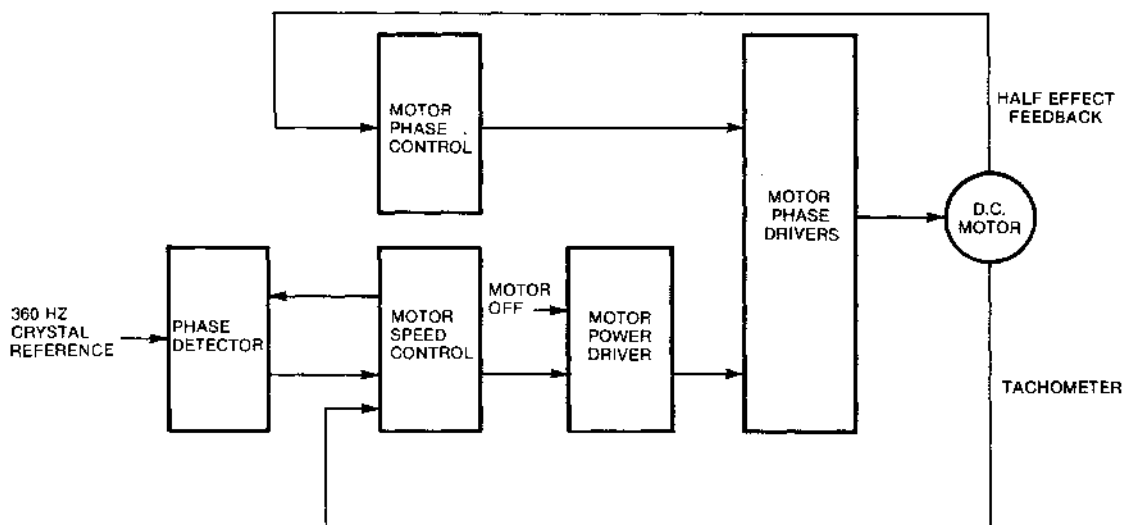 MOTOR
PHASE
CONTROL
HALF EFFECT
FEEDBACK
MOTOR
PHASE
DRIVERS
D.C.
MOTOR
360 HZ
CRYSTAL
REFERENCE
PHASE
DETECTOR
MOTOR
SPEED
CONTROL
MOTOR
OFF
MOTOR
POWER
DRIVER
TACHOMETER